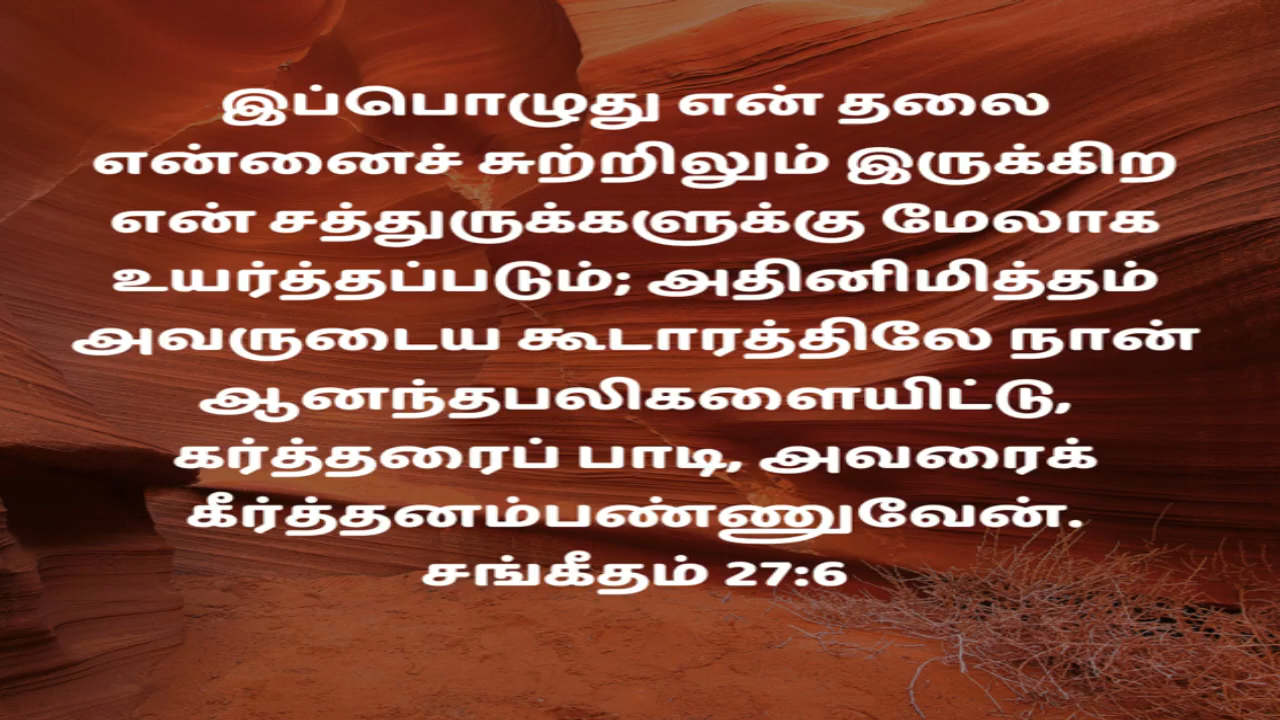 இப்பொழுது என் தலை
என்னைச் சுற்றிலும் இருக்கிற
என் சத்துருக்களுக்கு மேலாக
உயர்த்தப்படும்; அதினிமித்தம்
அவருடைய கூடாரத்திலே நான்
ஆனந்தபலிகளையிட்டு,
கர்த்தரைப் பாடி, அவரைக்
கீர்த்தனம்பண்ணுவேன்.
சங்கீதம் 27:6